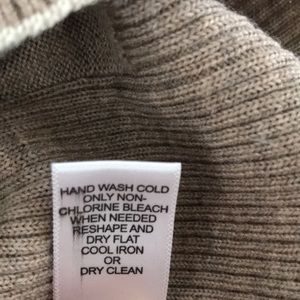 HAND WASH COLD
ONLY NON-
CHLORINE BLEACH
WHEN NEEDED
RESHAPE AND
DRY FLAT
COOL IRON
OR
DRY CLEAN